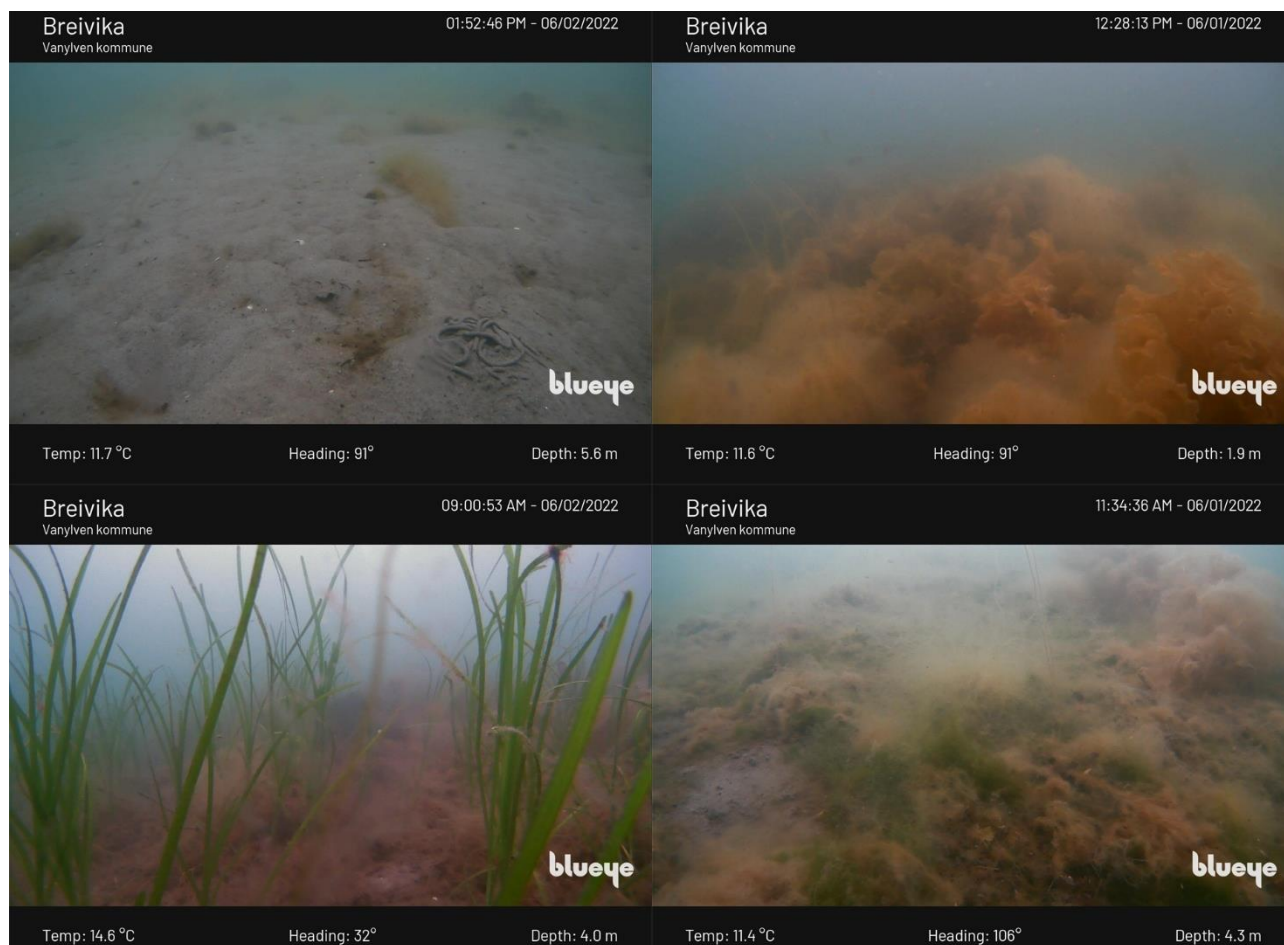 Breivika 01:52:46 PM - 06/02/2022
Vanylven kommune
blueye
Temp: 11.7 °C Heading: 91° Depth: 5.6 m
Breivika 12:28:13 PM - 06/01/2022
Vanylven kommune
blueye
Temp: 11.6 °C Heading: 91° Depth: 1.9 m
Breivika 09:00:53 AM - 06/02/2022
Vanylven kommune
blueye
Temp: 14.6 °C Heading: 32° Depth: 4.0 m
Breivika 11:34:36 AM - 06/01/2022
Vanylven kommune
blueye
Temp: 11.4 °C Heading: 106° Depth: 4.3 m